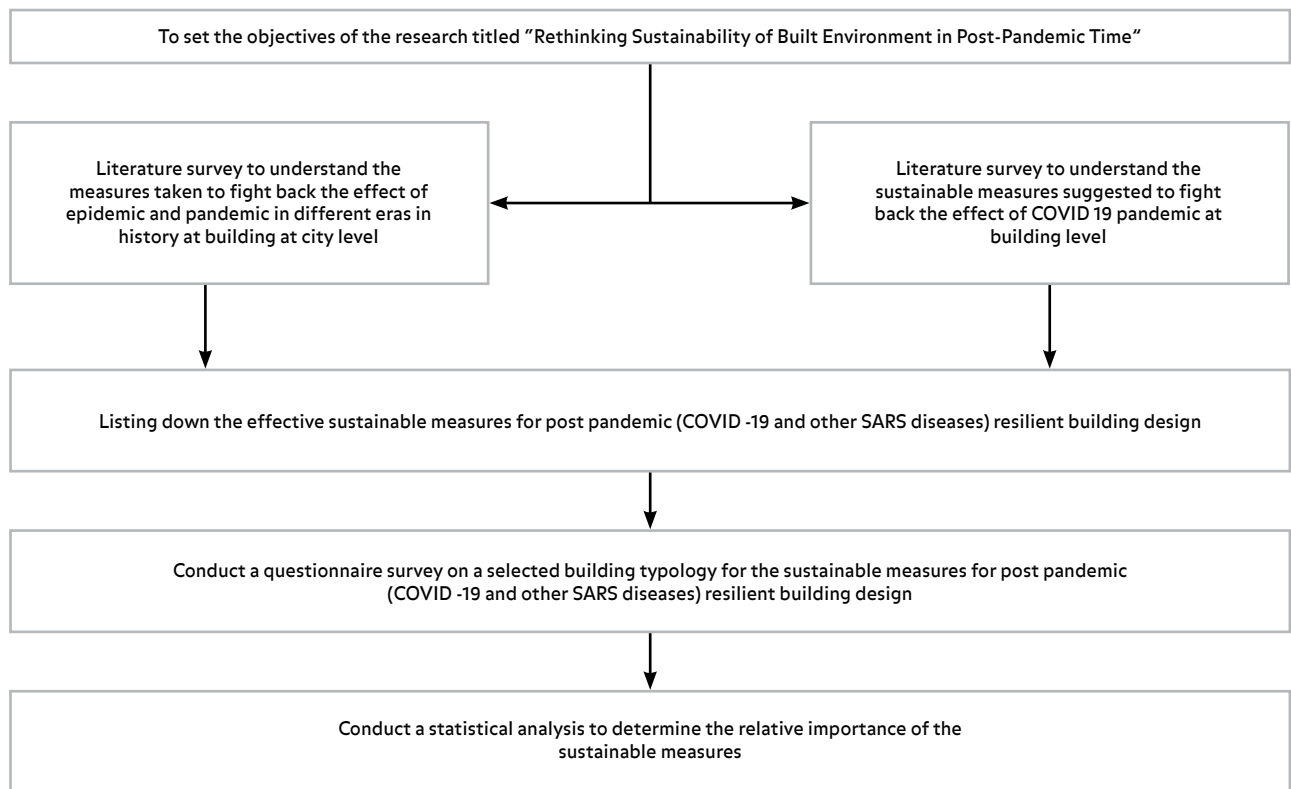 To set the objectives of the research titled “Rethinking Sustainability of Built Environment in Post-Pandemic Time“
Literature survey to understand the
measures taken to fight back the effect of
epidemic and pandemic in different eras in
history at building at city level
Literature survey to understand the
sustainable measures suggested to fight
back the effect of COVID 19 pandemic at
building level
Listing down the effective sustainable measures for post pandemic (COVID -19 and other SARS diseases) resilient building design
Conduct a questionnaire survey on a selected building typology for the sustainable measures for post pandemic
(COVID -19 and other SARS diseases) resilient building design
Conduct a statistical analysis to determine the relative importance of the
sustainable measures